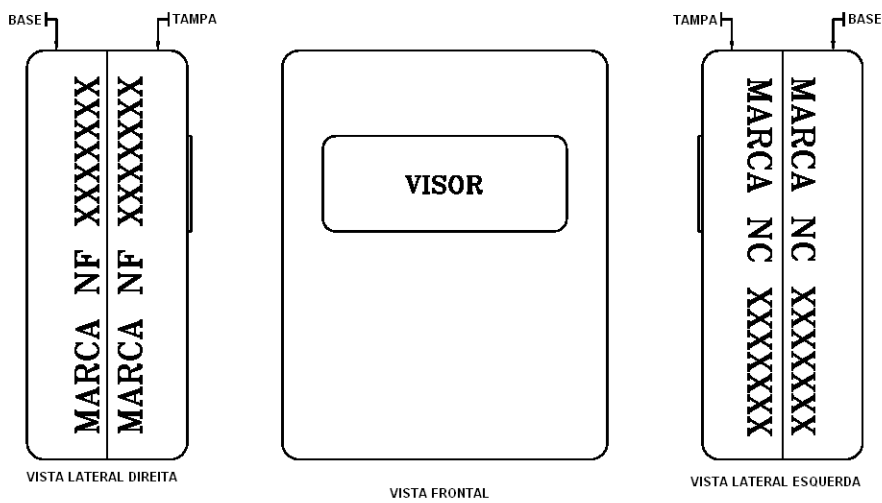 BASE
TAMPA
MARCA NF XXXXXXX
MARCA NF XXXXXXX
VISTA LATERAL DIREITA
VISOR
VISTA FRONTAL
TAMPA
BASE
MARCA NC XXXXXXX
MARCA NC XXXXXXX
VISTA LATERAL ESQUERDA